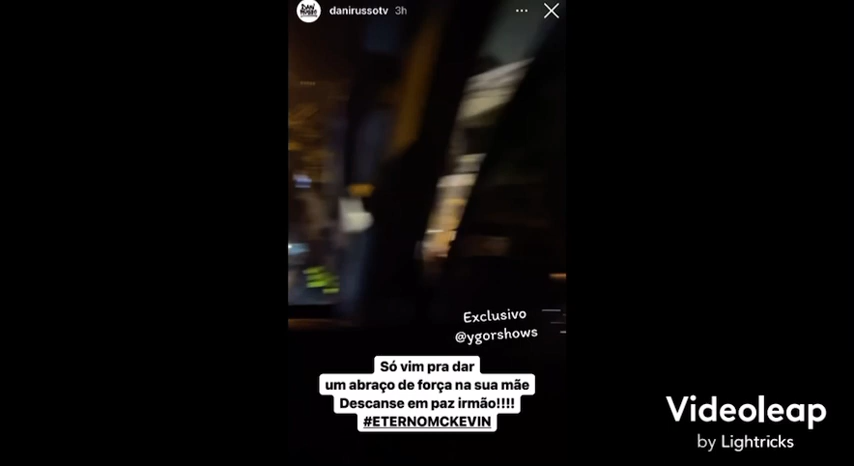 danirussotv 3h
Exclusivo
@ygorshows
Só vim pra dar
um abraço de força na sua mãe
Descanse em paz irmão!!!!
#ETERNOMCKEVIN
Videoleap
by Lightricks